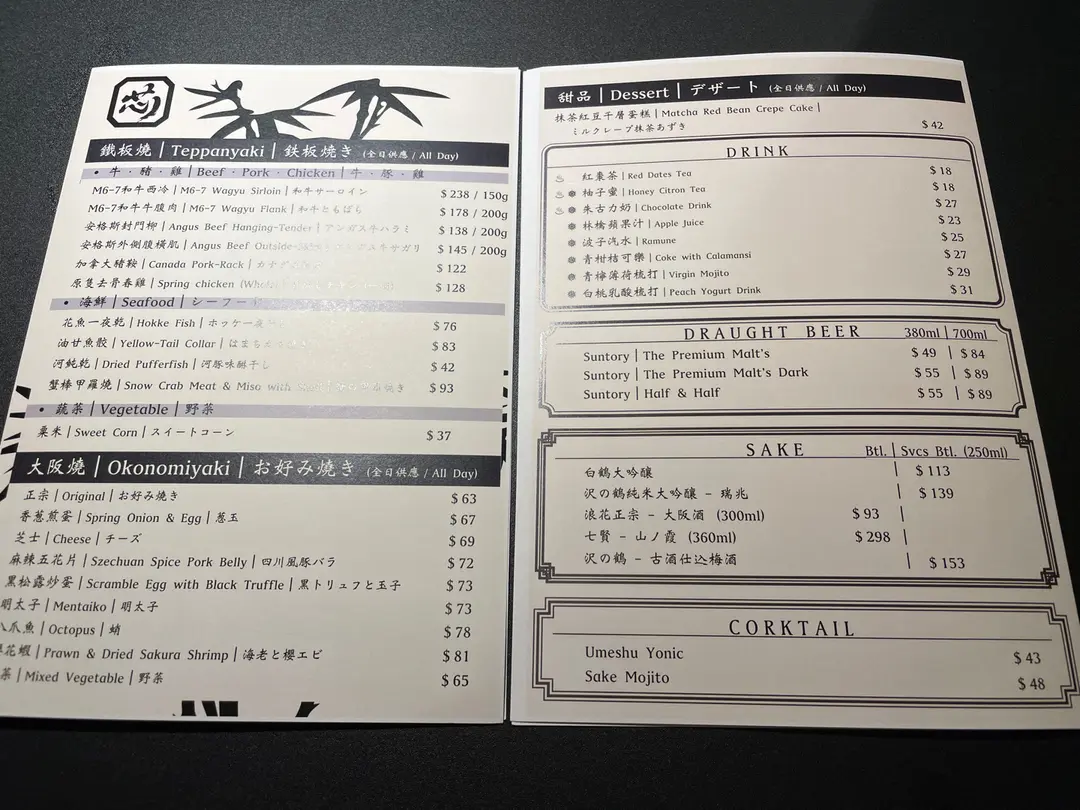 芯
鐵板燒 | Teppanyaki | 鉄板焼き (全日供應 / All Day)
• 牛 · 豬 · 雞 | Beef · Pork · Chicken | 牛 · 豚 · 雞
M6-7和牛西冷 | M6-7 Wagyu Sirloin | 和牛サーロイン $ 238 / 150g
M6-7和牛牛腹肉 | M6-7 Wagyu Flank | 和牛ともばら $ 178 / 200g
安格斯封門柳 | Angus Beef Hanging-Tender | アンガス牛ハラミ $ 138 / 200g
安格斯外側腹橫肌 | Angus Beef Outside- サガリ $ 145 / 200g
加拿大豬鞍 | Canada Pork-Rack | $ 122
原隻去骨春雞 | Spring chicken $ 128
• 海鮮 | Seafood | シーフード
花魚一夜乾 | Hokke Fish | ホッケ一夜 $ 76
油甘魚鮫 | Yellow-Tail Collar | はまち $ 83
河魨乾 | Dried Pufferfish | 河豚味醂干し $ 42
蟹棒甲羅燒 | Snow Crab Meat & Miso with 焼き $ 93
• 蔬菜 | Vegetable | 野菜
粟米 | Sweet Corn | スイートコーン $ 37
大阪燒 | Okonomiyaki | お好み焼き (全日供應 / All Day)
正宗 | Original | お好み焼き $ 63
香蔥煎蛋 | Spring Onion & Egg | 葱玉 $ 67
芝士 | Cheese | チーズ $ 69
麻辣五花片 | Szechuan Spice Pork Belly | 四川風豚バラ $ 72
黑松露炒蛋 | Scramble Egg with Black Truffle | 黒トリュフと玉子 $ 73
明太子 | Mentaiko | 明太子 $ 73
八爪魚 | Octopus | 蛸 $ 78
花蝦 | Prawn & Dried Sakura Shrimp | 海老と櫻エビ $ 81
菜 | Mixed Vegetable | 野菜 $ 65
甜品 | Dessert | デザート (全日供應 / All Day)
抹茶紅豆千層蛋糕 | Matcha Red Bean Crepe Cake |
ミルクレープ抹茶あずき $ 42
DRINK
紅棗茶 | Red Dates Tea $ 18
柚子蜜 | Honey Citron Tea $ 18
朱古力奶 | Chocolate Drink $ 27
林檎蘋果汁 | Apple Juice $ 23
波子汽水 | Ramune $ 25
青柑桔可樂 | Coke with Calamansi $ 27
青檸薄荷梳打 | Virgin Mojito $ 29
白桃乳酸梳打 | Peach Yogurt Drink $ 31
DRAUGHT BEER 380ml | 700ml
Suntory | The Premium Malt's $ 49 | $ 84
Suntory | The Premium Malt's Dark $ 55 | $ 89
Suntory | Half & Half $ 55 | $ 89
SAKE Btl. | Svcs Btl. (250ml)
白鶴大吟釀 | $ 113
沢の鶴純米大吟釀 - 瑞兆 | $ 139
浪花正宗 - 大阪酒 (300ml) $ 93 |
七賢 - 山ノ霞 (360ml) $ 298 |
沢の鶴 - 古酒仕込梅酒 | $ 153
CORKTAIL
Umeshu Yonic $ 43
Sake Mojito $ 48